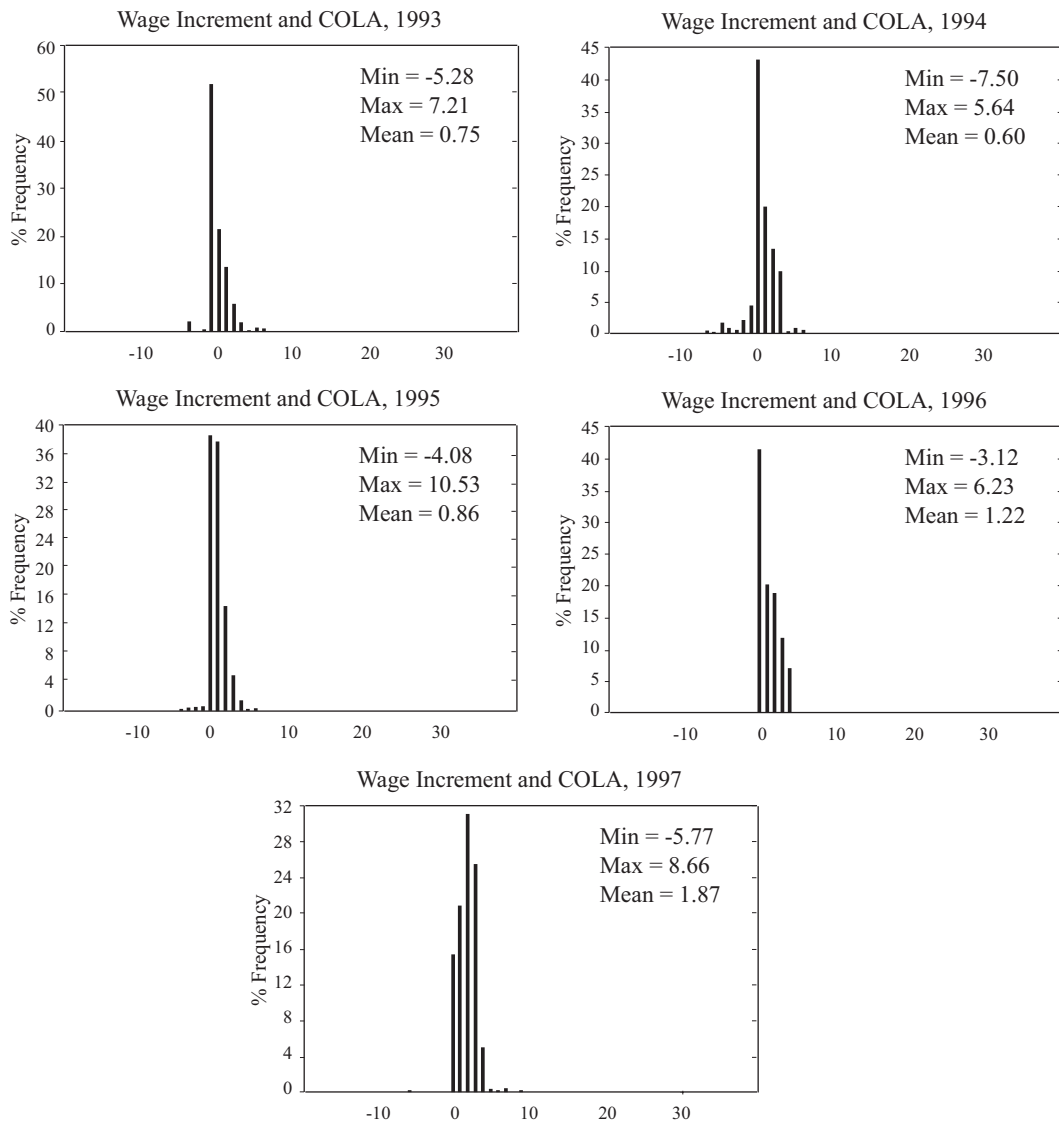 Wage Increment and COLA, 1993
% Frequency
60
50
40
30
20
10
0
Min = -5.28
Max = 7.21
Mean = 0.75
-10 0 10 20 30
Wage Increment and COLA, 1994
% Frequency
45
40
35
30
25
20
15
10
5
0
Min = -7.50
Max = 5.64
Mean = 0.60
-10 0 10 20 30
Wage Increment and COLA, 1995
% Frequency
40
36
32
28
24
20
16
12
8
4
0
Min = -4.08
Max = 10.53
Mean = 0.86
-10 0 10 20 30
Wage Increment and COLA, 1996
% Frequency
45
40
35
30
25
20
15
10
5
0
Min = -3.12
Max = 6.23
Mean = 1.22
-10 0 10 20 30
Wage Increment and COLA, 1997
% Frequency
32
28
24
20
16
12
8
4
0
Min = -5.77
Max = 8.66
Mean = 1.87
-10 0 10 20 30